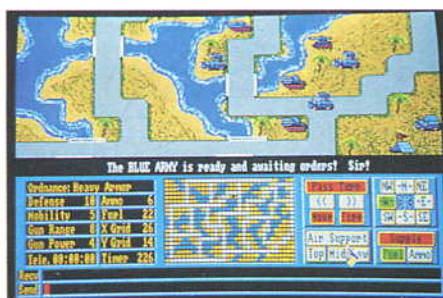 The BLUE ARMY is ready and awaiting orders! Sir!
Ordnance: Heavy Armor
Defense 10 Ammo 6
Mobility 5 Fuel 22
Gun Range 8 X Grid 26
Gun Power 4 Y Grid 14
Tele. 00:00:00 Timer 226
Pass Turn
<< >>
Move Fire
NW -N- NE
-E-
SW -S- SE
Air Support
Top Mid Low
Supply
Fuel Ammo
Recv
Send